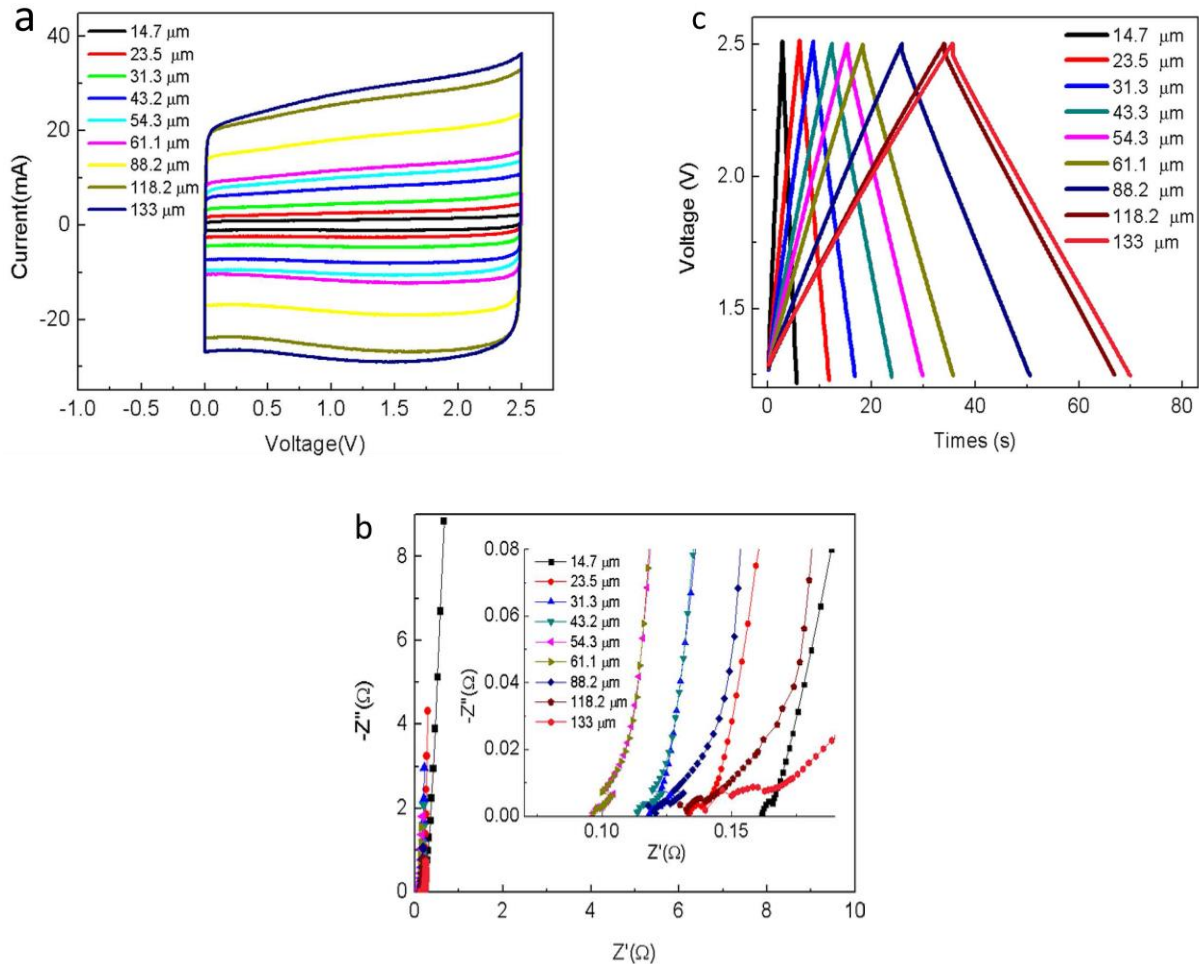 a
40
20
0
-20
Current(mA)
14.7 μm
23.5 μm
31.3 μm
43.2 μm
54.3 μm
61.1 μm
88.2 μm
118.2 μm
133 μm
-1.0 -0.5 0.0 0.5 1.0 1.5 2.0 2.5
Voltage(V)
c
2.5
2.0
1.5
Voltage (V)
14.7 μm
23.5 μm
31.3 μm
43.3 μm
54.3 μm
61.1 μm
88.2 μm
118.2 μm
133 μm
0 20 40 60 80
Times (s)
b
8
6
4
2
0
-Z"(Ω)
0.08
0.06
0.04
0.02
0.00
-Z"(Ω)
14.7 μm
23.5 μm
31.3 μm
43.2 μm
54.3 μm
61.1 μm
88.2 μm
118.2 μm
133 μm
0.10 0.15
Z'(Ω)
0 2 4 6 8 10
Z'(Ω)